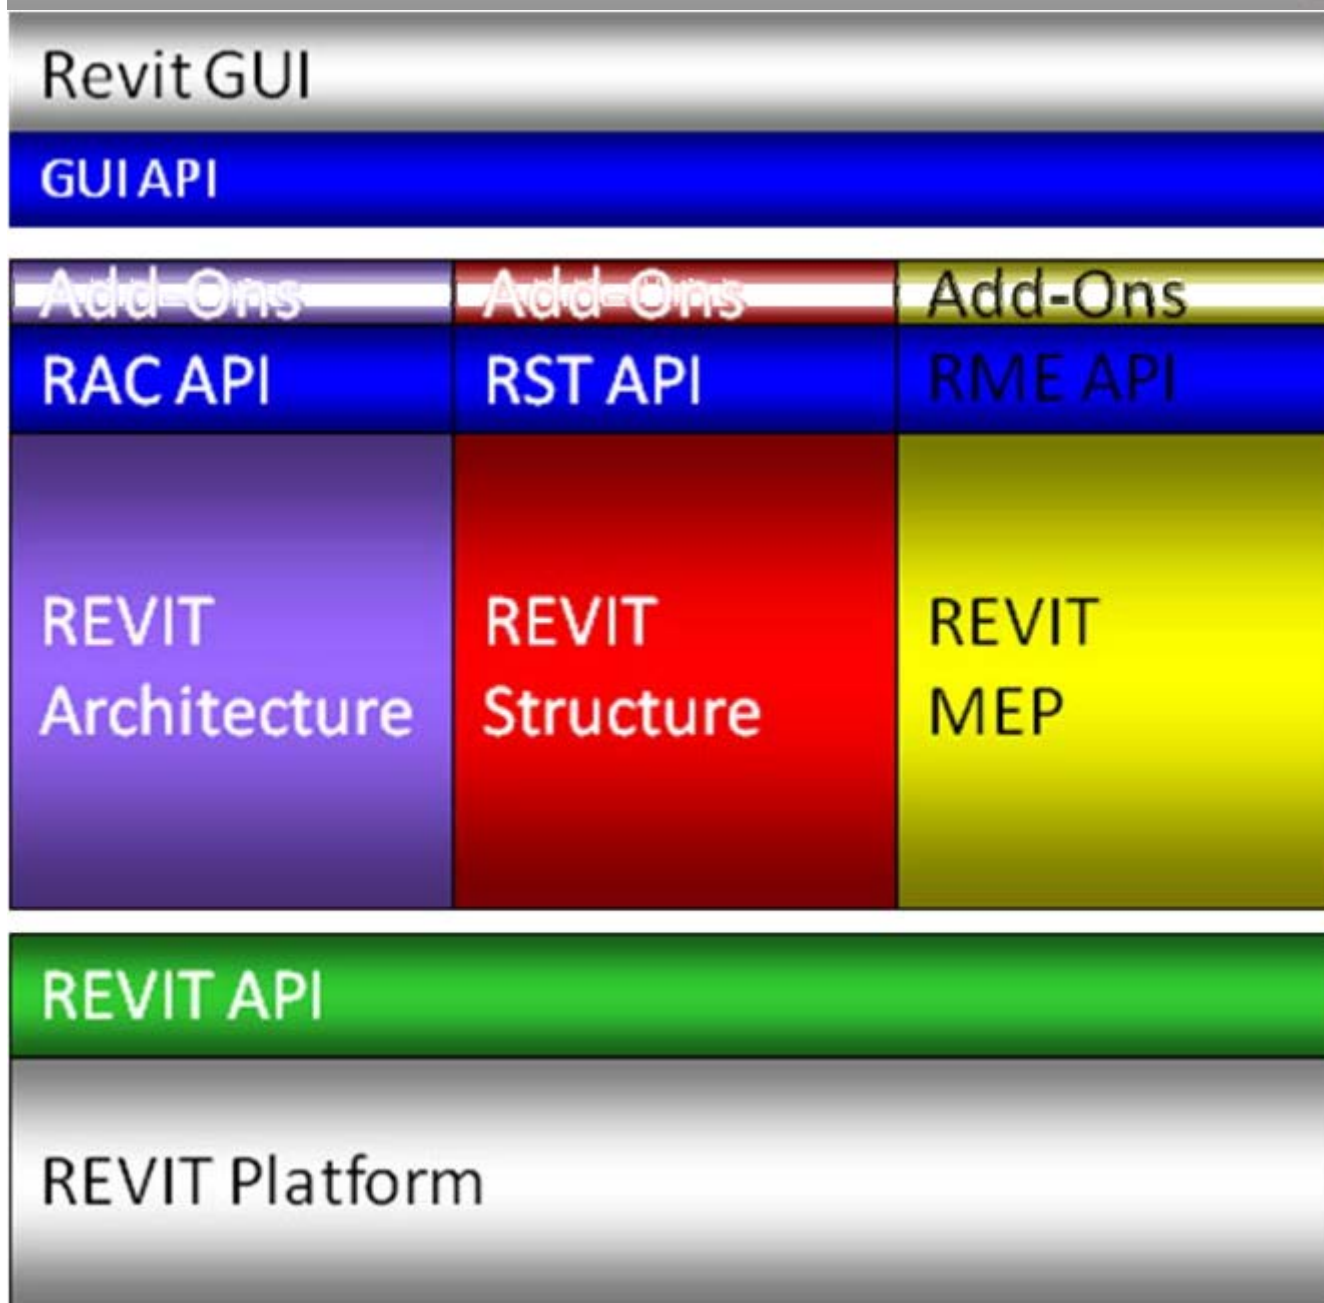 Revit GUI
GUI API
Add-Ons
Add-Ons
Add-Ons
RAC API
RST API
RME API
REVIT
Architecture
REVIT
Structure
REVIT
MEP
REVIT API
REVIT Platform